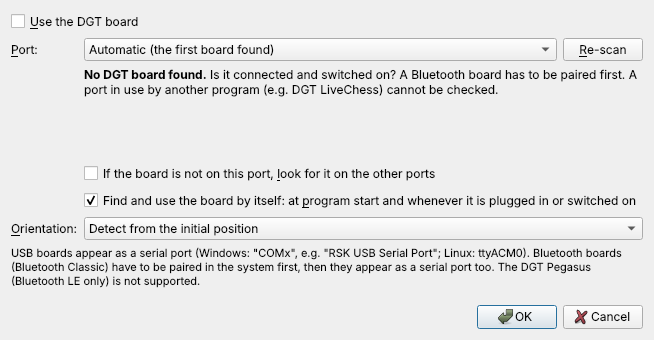 Use the DGT board
Port: Automatic (the first board found) Re-scan
No DGT board found. Is it connected and switched on? A Bluetooth board has to be paired first. A
port in use by another program (e.g. DGT LiveChess) cannot be checked.
If the board is not on this port, look for it on the other ports
Find and use the board by itself: at program start and whenever it is plugged in or switched on
Orientation: Detect from the initial position
USB boards appear as a serial port (Windows: "COMx", e.g. "RSK USB Serial Port"; Linux: ttyACM0). Bluetooth boards
(Bluetooth Classic) have to be paired in the system first, then they appear as a serial port too. The DGT Pegasus
(Bluetooth LE only) is not supported.
OK Cancel